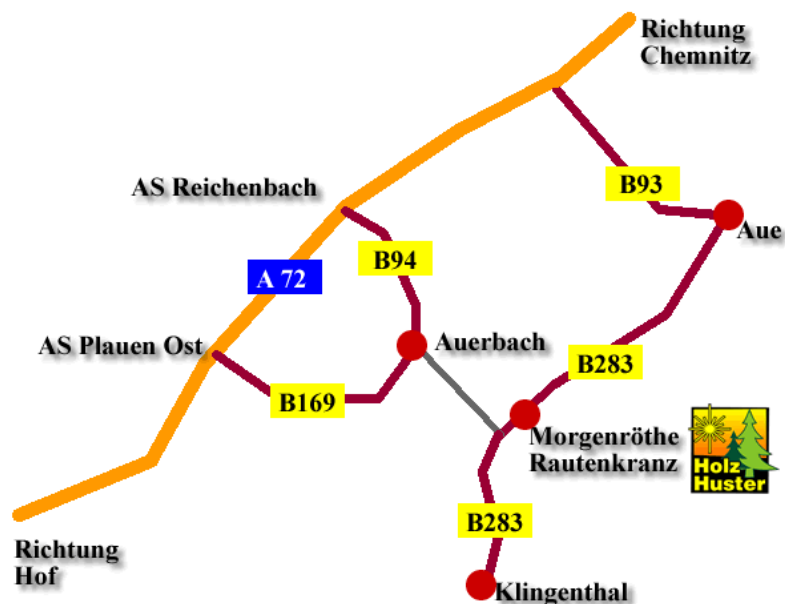 Richtung
Chemnitz
AS Reichenbach
B93
Aue
B94
A 72
AS Plauen Ost
Auerbach
B283
B169
Morgenröthe
Rautenkranz
Holz
Huster
B283
Richtung
Hof
Klingenthal